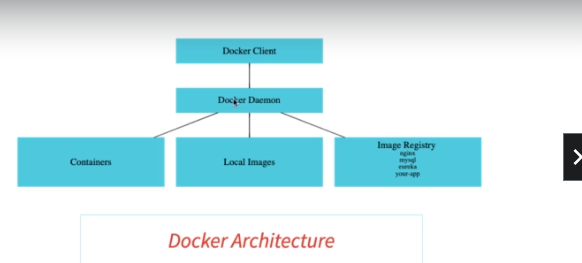 Docker Client
Docker Daemon
Containers
Local Images
Image Registry
nginx
mysql
eureka
your-app
Docker Architecture